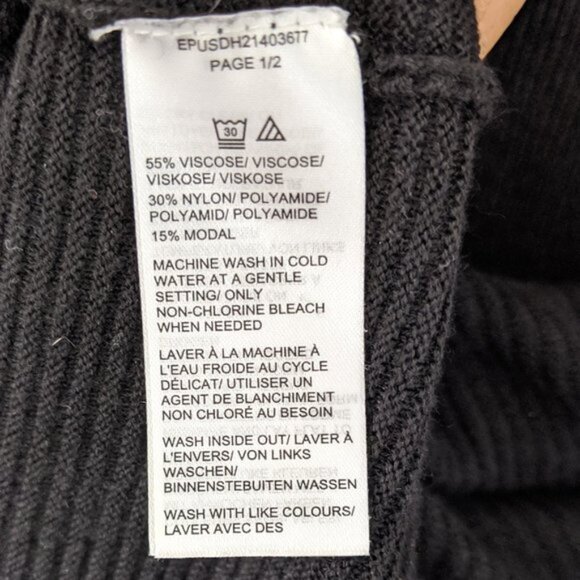 EPUSDH21403677
PAGE 1/2
30
55% VISCOSE/ VISCOSE/
VISKOSE/ VISKOSE
30% NYLON/ POLYAMIDE/
POLYAMID/ POLYAMIDE
15% MODAL
MACHINE WASH IN COLD
WATER AT A GENTLE
SETTING/ ONLY
NON-CHLORINE BLEACH
WHEN NEEDED
LAVER À LA MACHINE À
L'EAU FROIDE AU CYCLE
DÉLICAT/ UTILISER UN
AGENT DE BLANCHIMENT
NON CHLORÉ AU BESOIN
WASH INSIDE OUT/ LAVER À
L'ENVERS/ VON LINKS
WASCHEN/
BINNENSTEBUITEN WASSEN
WASH WITH LIKE COLOURS/
LAVER AVEC DES